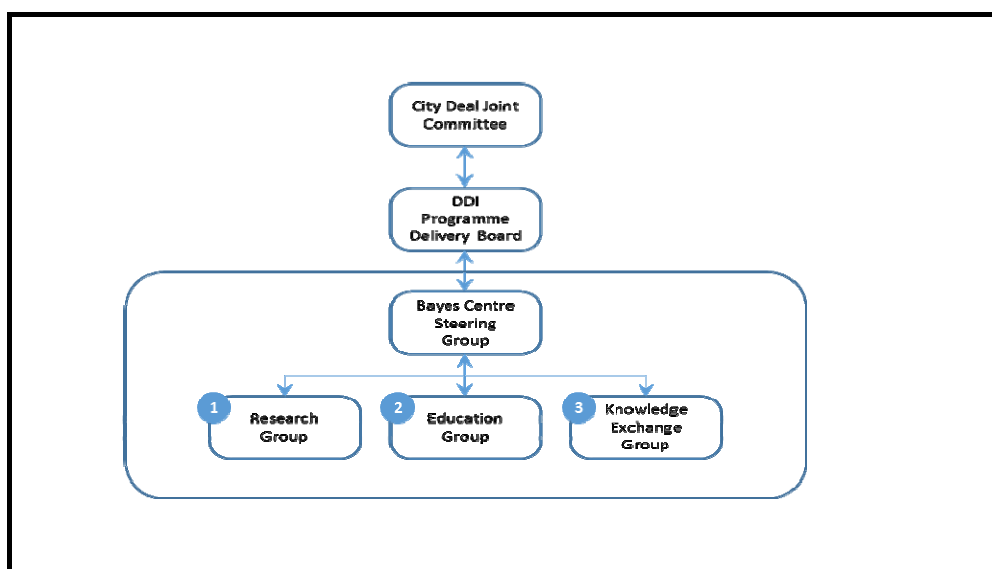 City Deal Joint
Committee
DDI
Programme
Delivery Board
Bayes Centre
Steering
Group
1
Research
Group
2
Education
Group
3
Knowledge
Exchange
Group